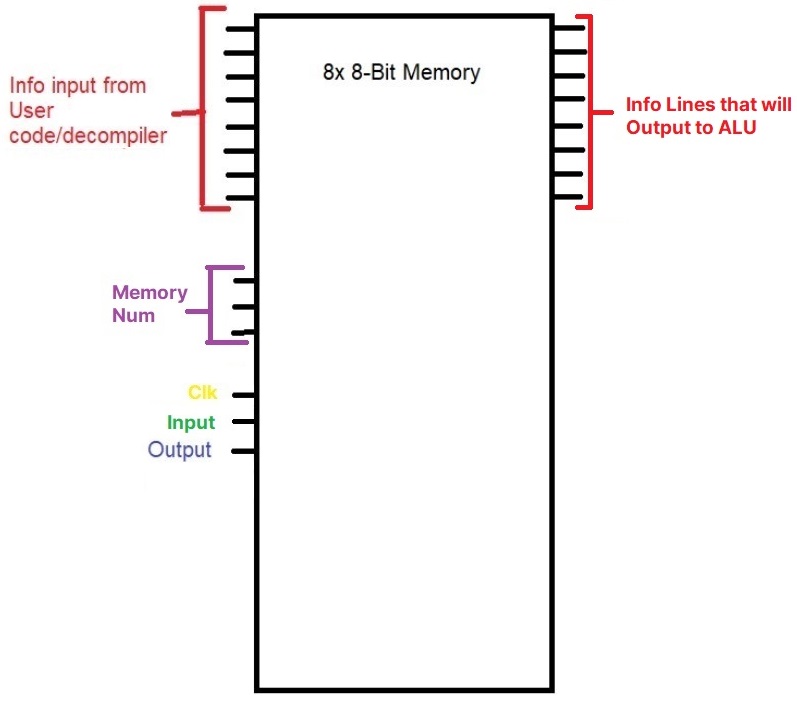 8x 8-Bit Memory
Info input from
User
code/decompiler
Info Lines that will
Output to ALU
Memory
Num
Clk
Input
Output